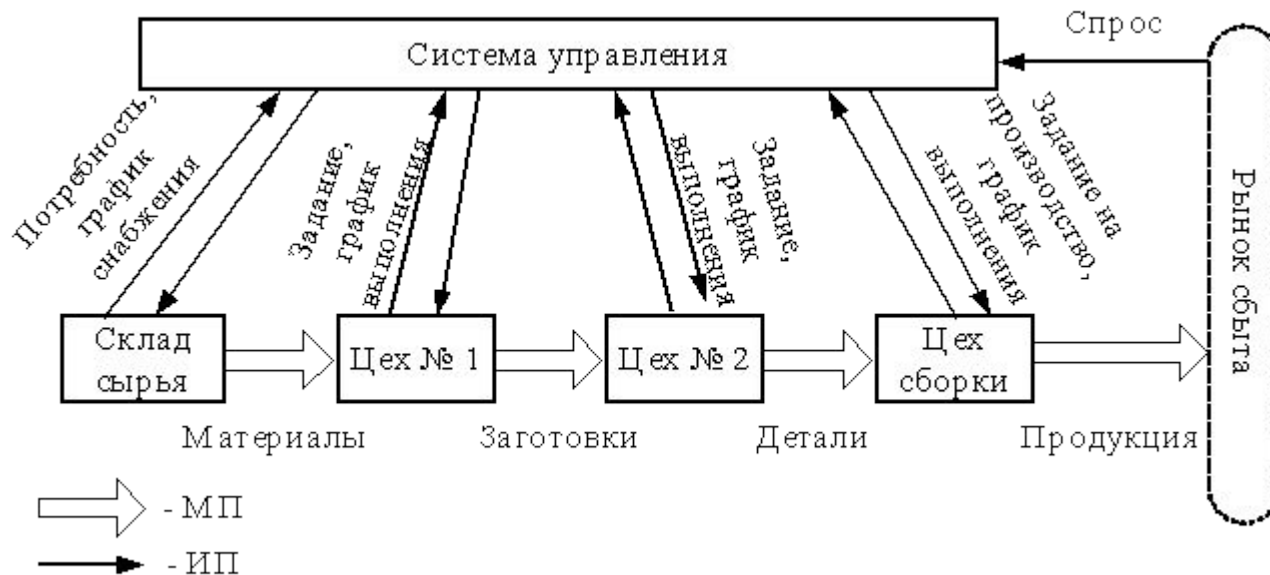 Спрос
Система управления
Потребность,
график
снабжения
Задание,
график
выполнения
Задание,
график
выполнения
Задание на
производство,
график
выполнения
Рынок сбыта
Склад
сырья
Цех № 1
Цех № 2
Цех
сборки
Материалы
Заготовки
Детали
Продукция
- МП
- ИП